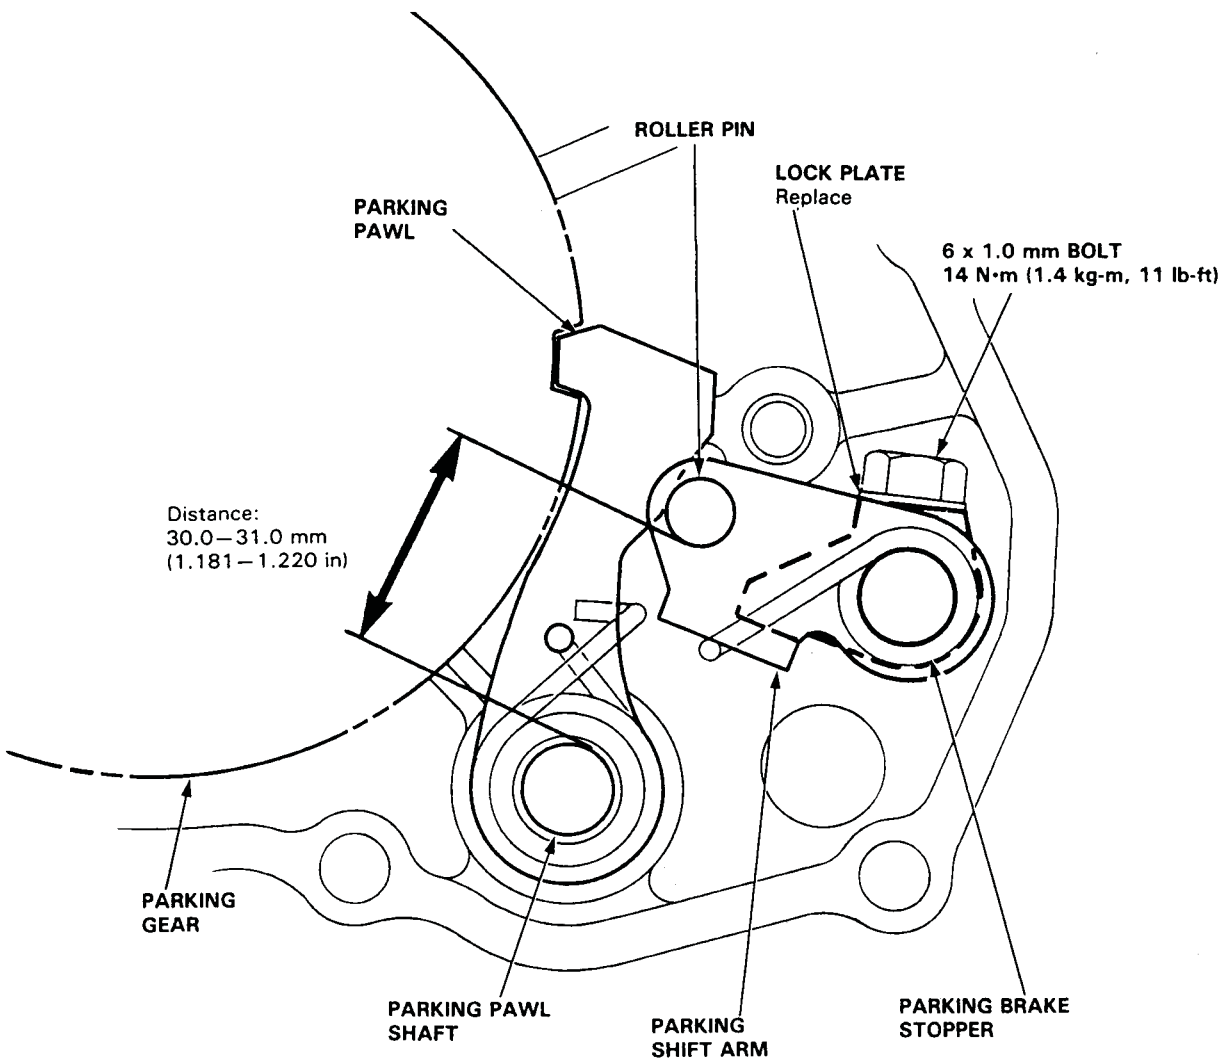 ROLLER PIN
LOCK PLATE
Replace
PARKING
PAWL
6 x 1.0 mm BOLT
14 N•m (1.4 kg-m, 11 lb-ft)
Distance:
30.0—31.0 mm
(1.181—1.220 in)
PARKING
GEAR
PARKING PAWL
SHAFT
PARKING
SHIFT ARM
PARKING BRAKE
STOPPER